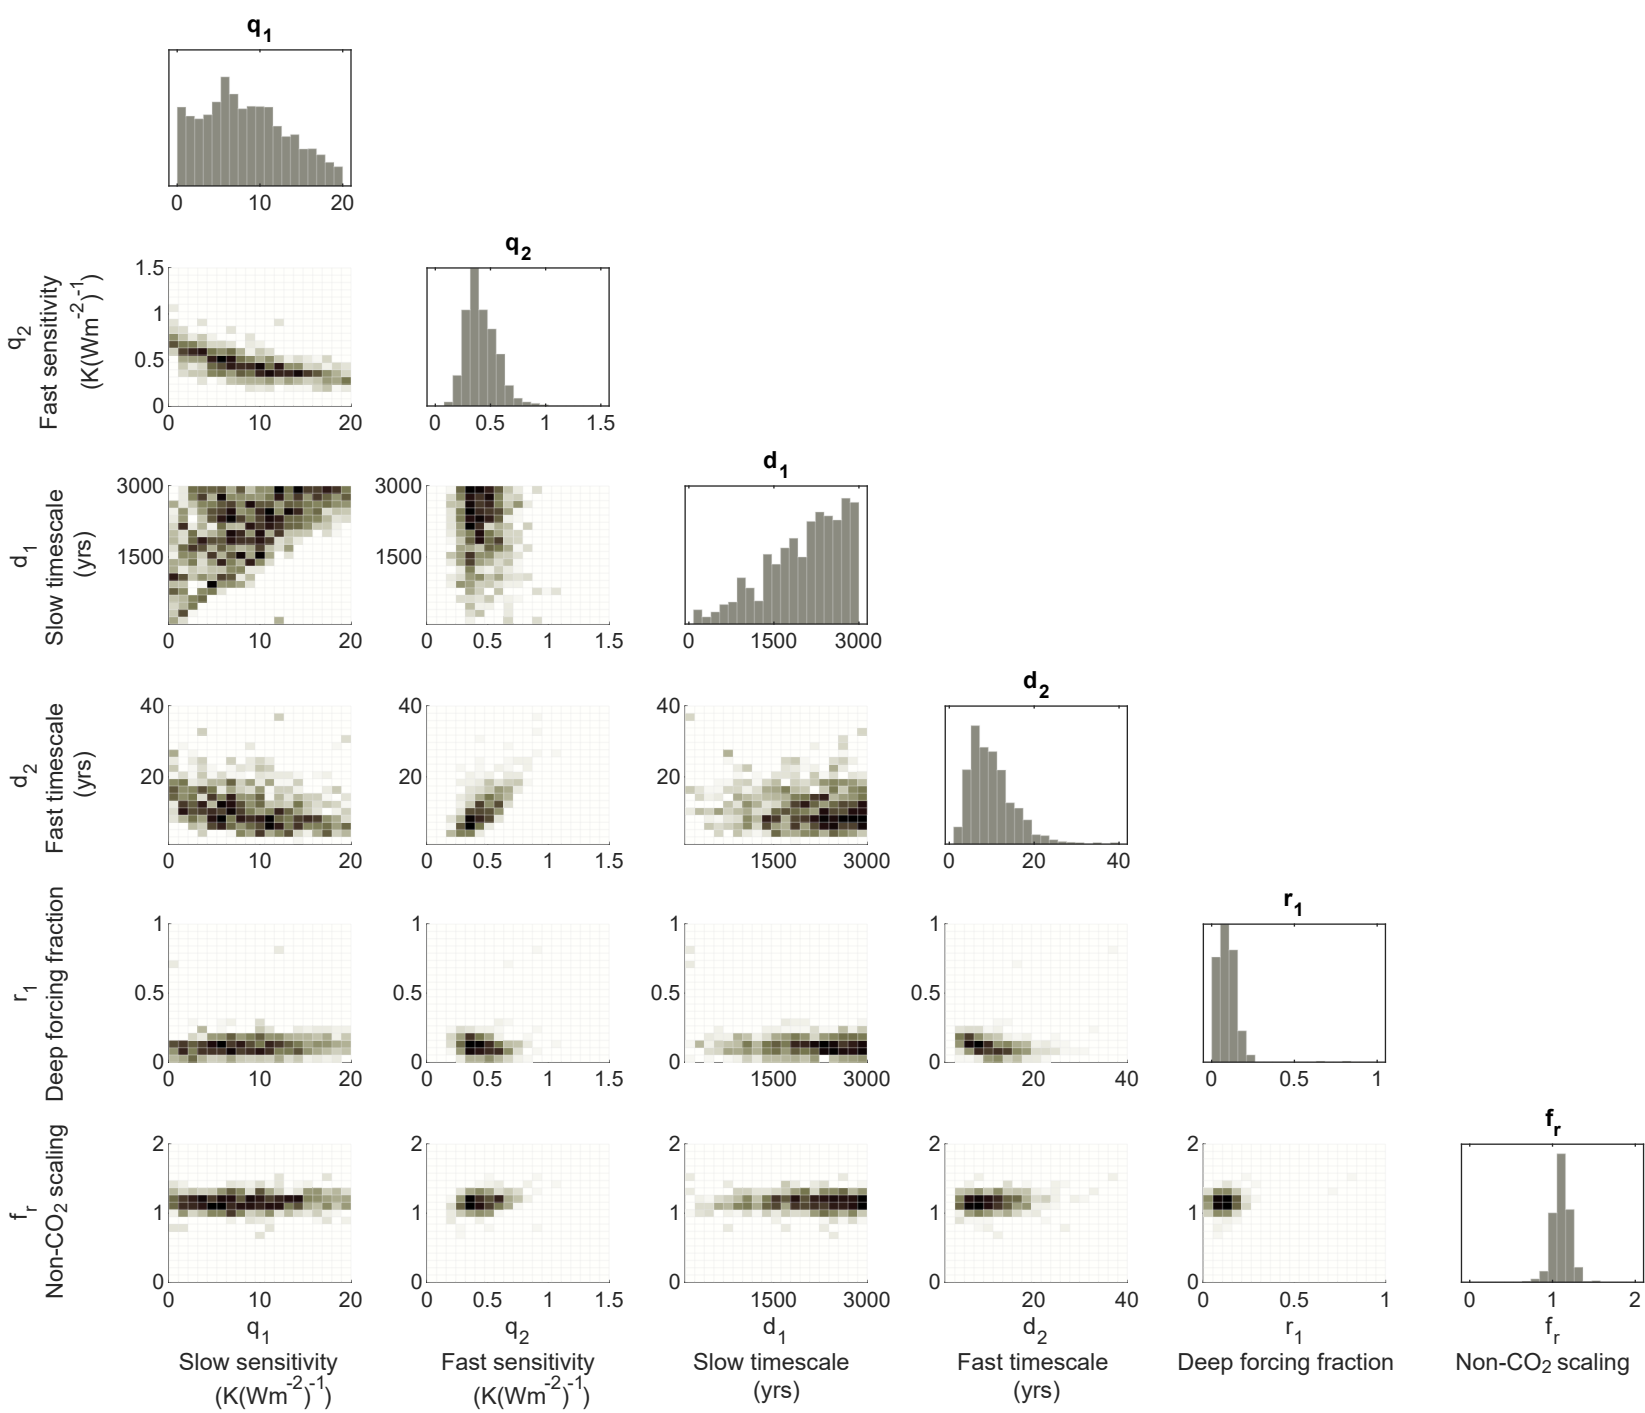 q1
0 10 20
q2
Fast sensitivity
(K(Wm-2)-1)
1.5
1
0.5
0
0 10 20
q2
0 0.5 1 1.5
d1
Slow timescale
(yrs)
3000
1500
0 10 20
3000
1500
0 0.5 1 1.5
d1
0 1500 3000
d2
Fast timescale
(yrs)
40
20
0 10 20
40
20
0 0.5 1 1.5
40
20
1500 3000
d2
0 20 40
r1
Deep forcing fraction
1
0.5
0
0 10 20
1
0.5
0
0 0.5 1 1.5
1
0.5
0
1500 3000
1
0.5
0
20 40
r1
0 0.5 1
fr
Non-CO2 scaling
2
1
0
0 10 20
q1
Slow sensitivity
(K(Wm-2)-1)
2
1
0
0 0.5 1 1.5
q2
Fast sensitivity
(K(Wm-2)-1)
2
1
0
1500 3000
d1
Slow timescale
(yrs)
2
1
0
20 40
d2
Fast timescale
(yrs)
2
1
0
0 0.5 1
r1
Deep forcing fraction
fr
0 1 2
fr
Non-CO2 scaling